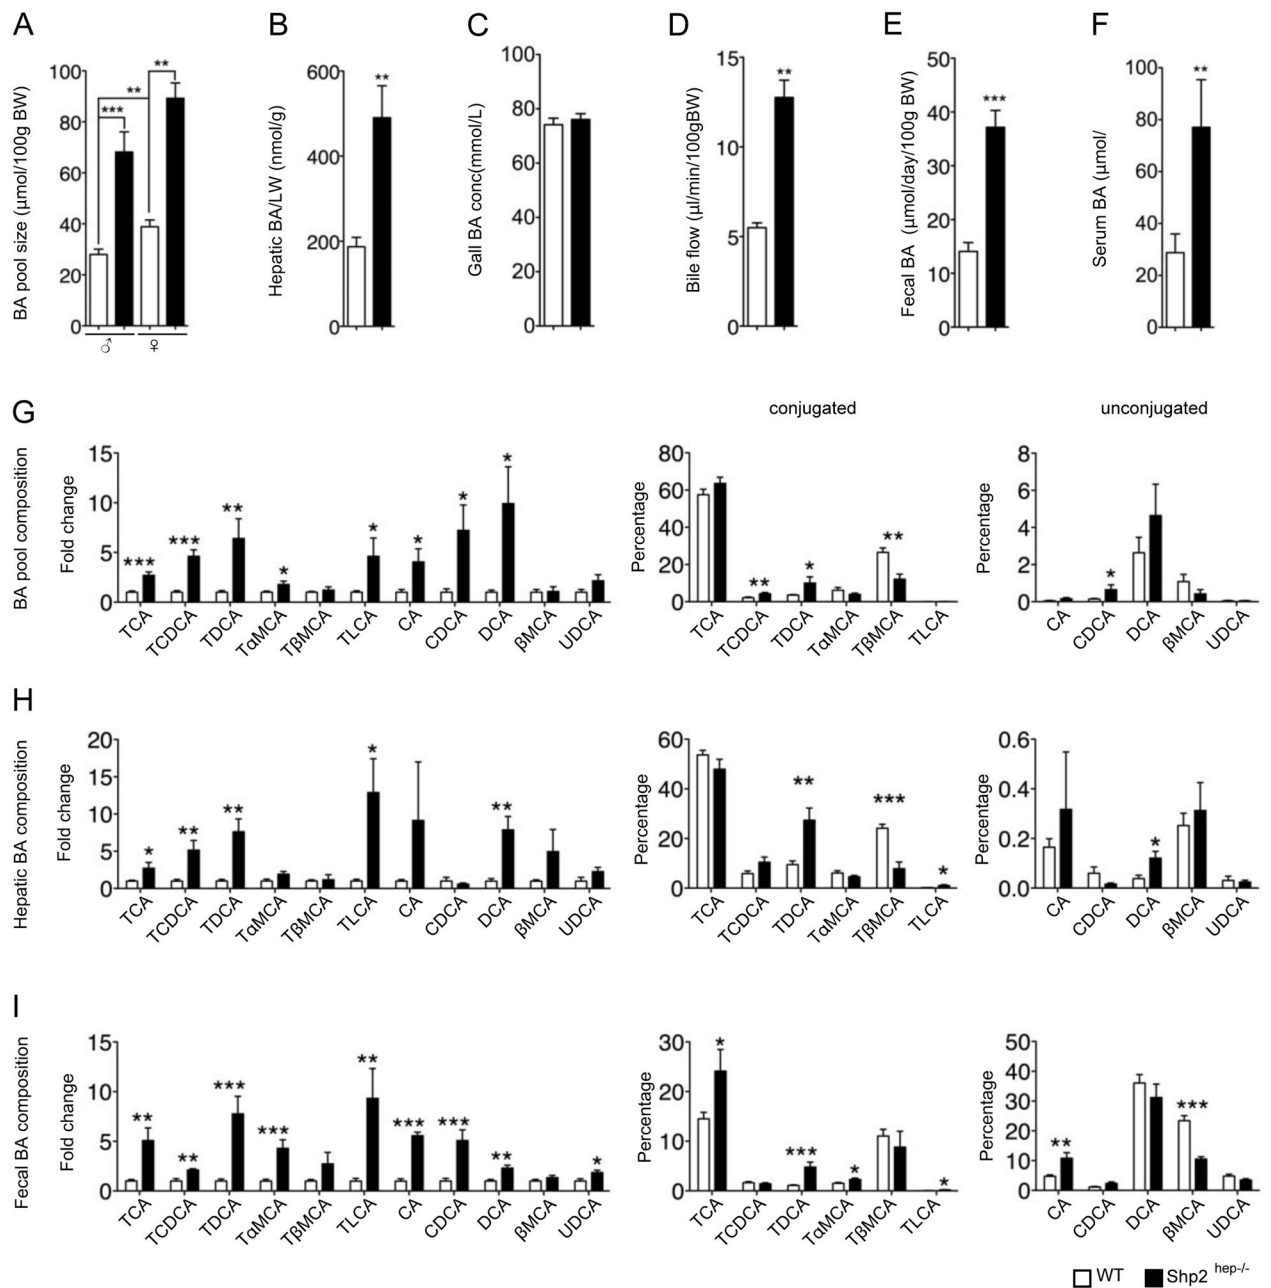 A
B
C
D
E
F
BA pool size (µmol/100g BW)
100
80
60
40
20
0
***
**
**
♂
♀
Hepatic BA/LW (nmol/g)
600
400
200
0
**
Gall BA conc(mmol/L)
100
80
60
40
20
0
Bile flow (µl/min/100gBW)
15
10
5
0
**
Fecal BA (µmol/day/100g BW)
50
40
30
20
10
0
***
Serum BA (µmol/
100
80
60
40
20
0
**
G
conjugated
unconjugated
BA pool composition
Fold change
15
10
5
0
*** *** ** * * * * *
TCA TCDCA TDCA TαMCA TβMCA TLCA CA CDCA DCA βMCA UDCA
Percentage
80
60
40
20
0
** * **
TCA TCDCA TDCA TαMCA TβMCA TLCA
Percentage
8
6
4
2
0
*
CA CDCA DCA βMCA UDCA
H
Hepatic BA composition
Fold change
20
15
10
5
0
* ** ** * **
TCA TCDCA TDCA TαMCA TβMCA TLCA CA CDCA DCA βMCA UDCA
Percentage
60
40
20
0
** *** *
TCA TCDCA TDCA TαMCA TβMCA TLCA
Percentage
0.6
0.4
0.2
0.0
*
CA CDCA DCA βMCA UDCA
I
Fecal BA composition
Fold change
15
10
5
0
** ** *** *** ** *** *** ** *
TCA TCDCA TDCA TαMCA TβMCA TLCA CA CDCA DCA βMCA UDCA
Percentage
30
20
10
0
* *** * *
TCA TCDCA TDCA TαMCA TβMCA TLCA
Percentage
50
40
30
20
10
0
** ***
CA CDCA DCA βMCA UDCA
WT Shp2 hep-/-